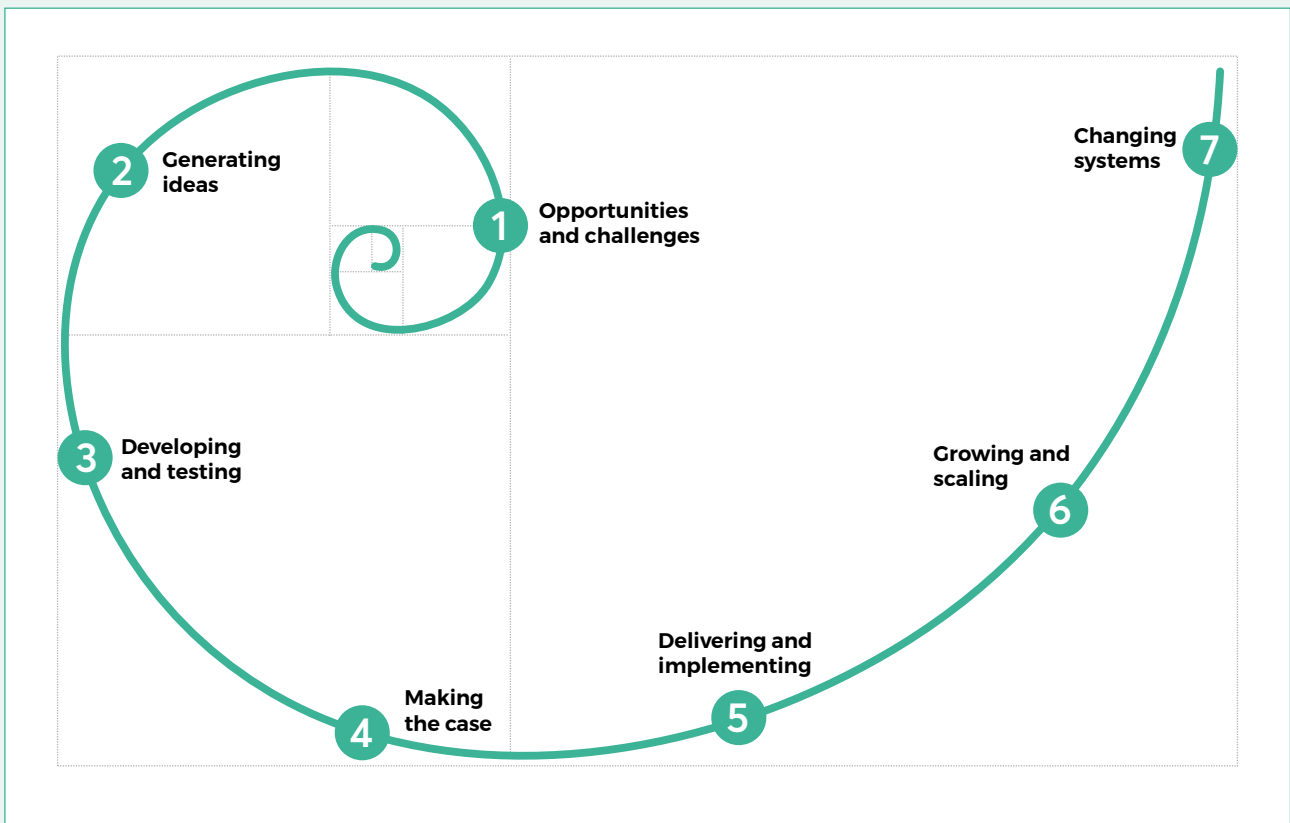 1
Opportunities
and challenges
2
Generating
ideas
3
Developing
and testing
4
Making
the case
5
Delivering and
implementing
6
Growing and
scaling
7
Changing
systems